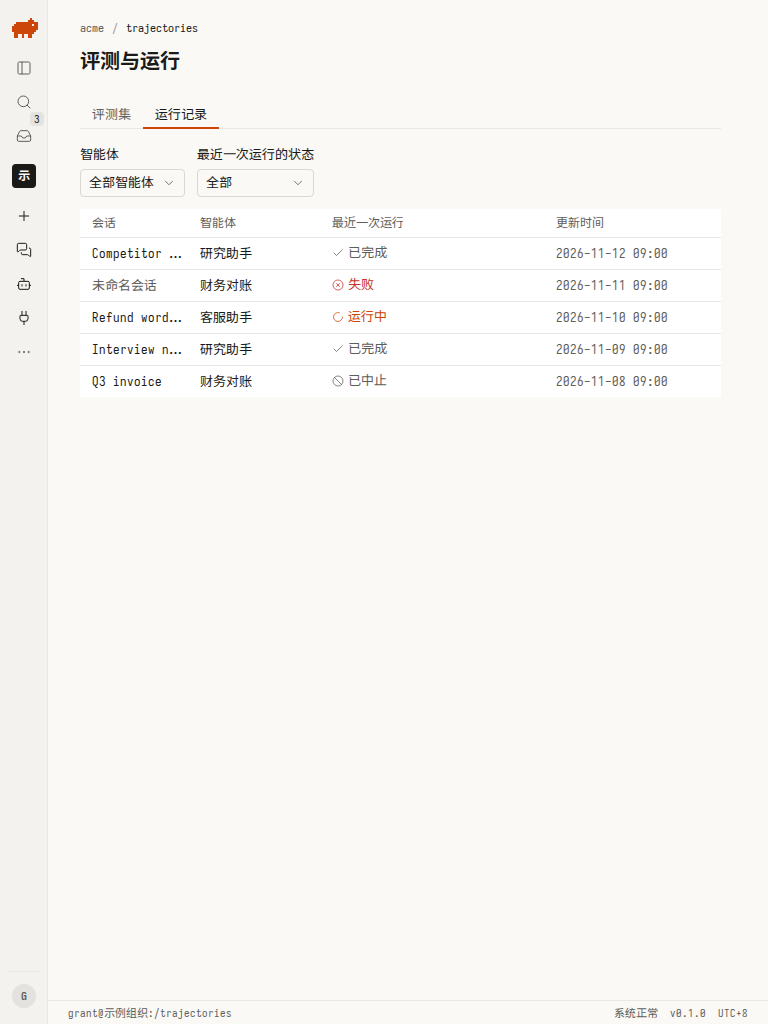 acme / trajectories
评测与运行
3
示
评测集 运行记录
智能体 最近一次运行的状态
全部智能体 全部
会话 智能体 最近一次运行 更新时间
Competitor ... 研究助手 已完成 2026-11-12 09:00
未命名会话 财务对账 失败 2026-11-11 09:00
Refund word... 客服助手 运行中 2026-11-10 09:00
Interview n... 研究助手 已完成 2026-11-09 09:00
Q3 invoice 财务对账 已中止 2026-11-08 09:00
G
grant@示例组织:/trajectories 系统正常 v0.1.0 UTC+8